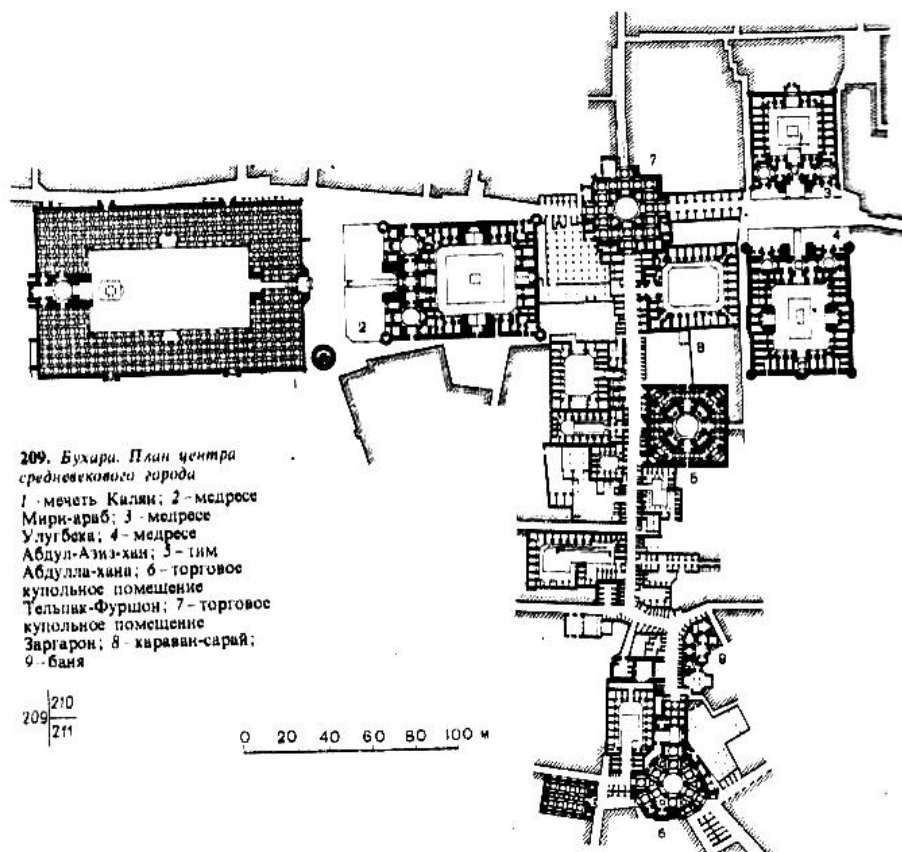 7
3
4
2
8
1
5
209. Бухара. План центра
средневекового города
1 - мечеть Калян; 2 - медресе
Мири-араб; 3 - медресе
Улугбека; 4 - медресе
Абдул-Азиз-хан; 5 - тим
Абдулла-хана; 6 - торговое
купольное помещение
Тельпак-Фуршон; 7 - торговое
купольное помещение
Заргарон; 8 - караван-сарай;
9 - баня
9
209 210
211
0 20 40 60 80 100 м
6